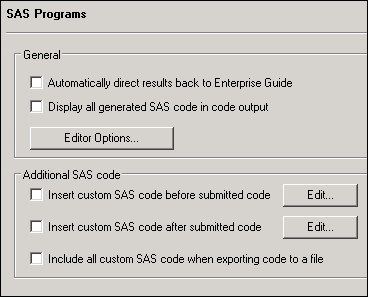 SAS Programs
General
Automatically direct results back to Enterprise Guide
Display all generated SAS code in code output
Editor Options...
Additional SAS code
Insert custom SAS code before submitted code Edit...
Insert custom SAS code after submitted code Edit...
Include all custom SAS code when exporting code to a file